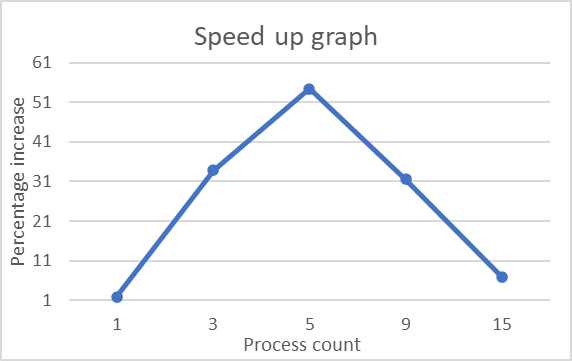 Speed up graph
61
51
41
31
21
11
1
Percentage increase
1 3 5 9 15
Process count